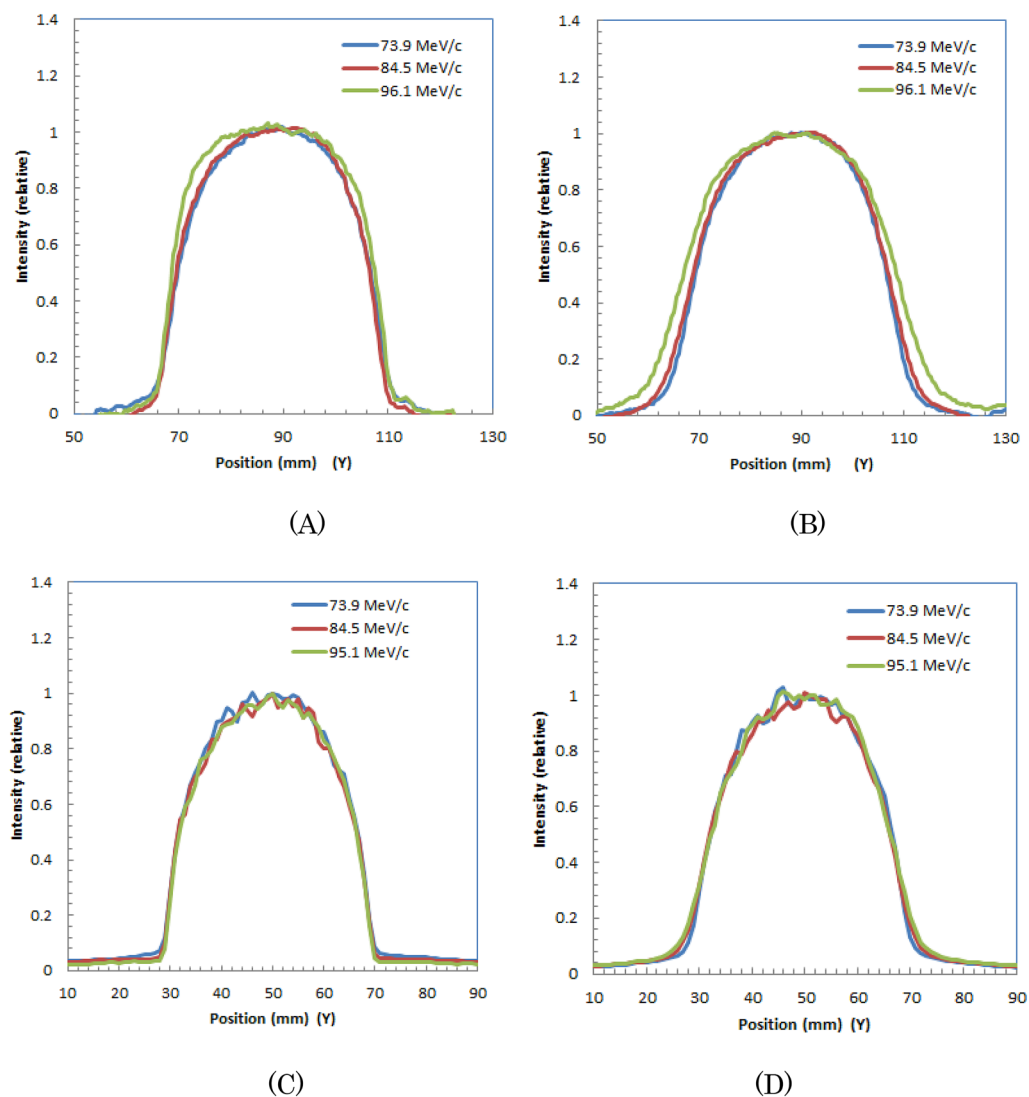 1.4
1.2
1
0.8
0.6
0.4
0.2
0
50 70 90 110 130
Intensity (relative)
Position (mm) (Y)
73.9 MeV/c
84.5 MeV/c
96.1 MeV/c
(A)
1.4
1.2
1
0.8
0.6
0.4
0.2
0
50 70 90 110 130
Intensity (relative)
Position (mm) (Y)
73.9 MeV/c
84.5 MeV/c
96.1 MeV/c
(B)
1.4
1.2
1
0.8
0.6
0.4
0.2
0
10 20 30 40 50 60 70 80 90
Intensity (relative)
Position (mm) (Y)
73.9 MeV/c
84.5 MeV/c
95.1 MeV/c
(C)
1.4
1.2
1
0.8
0.6
0.4
0.2
0
10 20 30 40 50 60 70 80 90
Intensity (relative)
Position (mm) (Y)
73.9 MeV/c
84.5 MeV/c
95.1 MeV/c
(D)